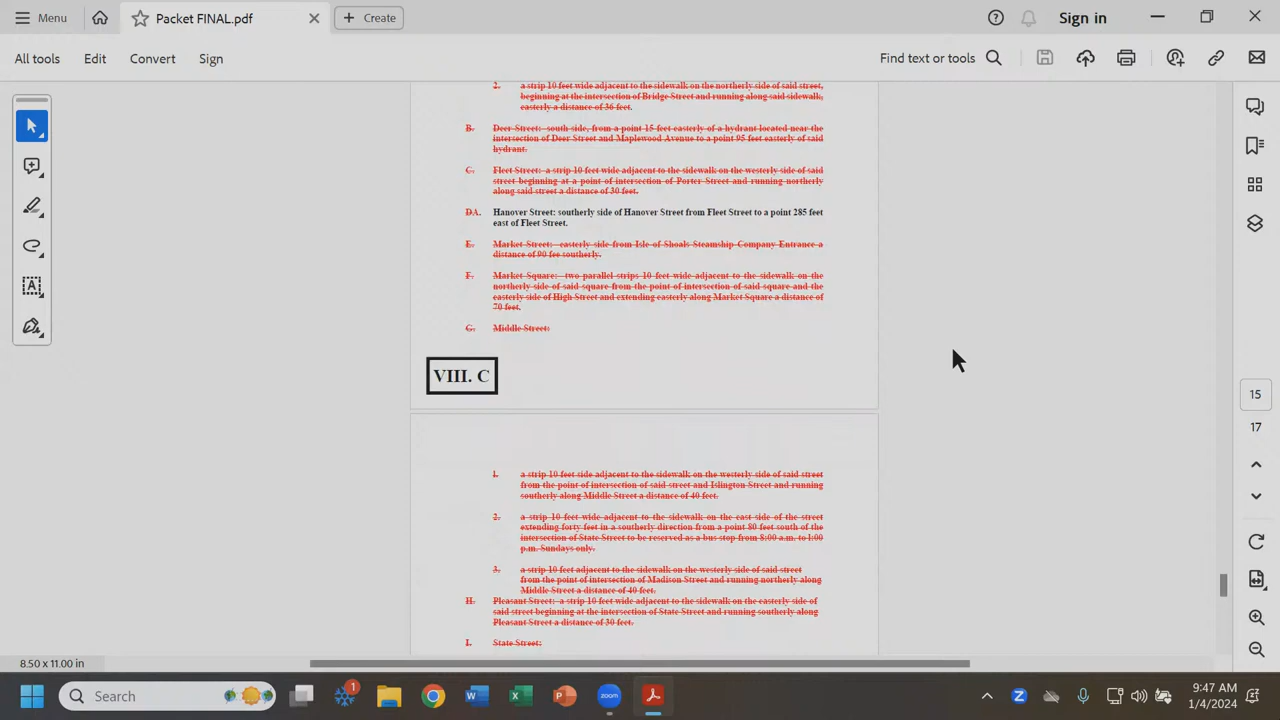 Menu
Packet FINAL.pdf
+ Create
Sign in
All tools Edit Convert Sign
Find text or tools
2. a strip 10 feet wide adjacent to the sidewalk on the northerly side of said street,
beginning at the intersection of Bridge Street and running along said sidewalk,
easterly a distance of 36 feet.
B. Deer Street: south side, from a point 15 feet easterly of a hydrant located near the
intersection of Deer Street and Maplewood Avenue to a point 95 feet easterly of said
hydrant.
C. Fleet Street: a strip 10 feet wide adjacent to the sidewalk on the westerly side of said
street beginning at a point of intersection of Porter Street and running northerly
along said street a distance of 30 feet.
DA. Hanover Street: southerly side of Hanover Street from Fleet Street to a point 285 feet
east of Fleet Street.
E. Market Street: easterly side from Isle of Shoals Steamship Company Entrance a
distance of 90 fee southerly.
F. Market Square: two parallel strips 10 feet wide adjacent to the sidewalk on the
northerly side of said square from the point of intersection of said square and the
easterly side of High Street and extending easterly along Market Square a distance of
70 feet.
G. Middle Street:
VIII. C
1. a strip 10 feet side adjacent to the sidewalk on the westerly side of said street
from the point of intersection of said street and Islington Street and running
southerly along Middle Street a distance of 40 feet.
2. a strip 10 feet wide adjacent to the sidewalk on the east side of the street
extending forty feet in a southerly direction from a point 80 feet south of the
intersection of State Street to be reserved as a bus stop from 8:00 a.m. to 1:00
p.m. Sundays only.
3. a strip 10 feet adjacent to the sidewalk on the westerly side of said street
from the point of intersection of Madison Street and running northerly along
Middle Street a distance of 40 feet.
H. Pleasant Street: a strip 10 feet wide adjacent to the sidewalk on the easterly side of
said street beginning at the intersection of State Street and running southerly along
Pleasant Street a distance of 30 feet.
I. State Street:
15
17
8.50 x 11.00 in
Search
1
zoom
9:47 AM
1/4/2024